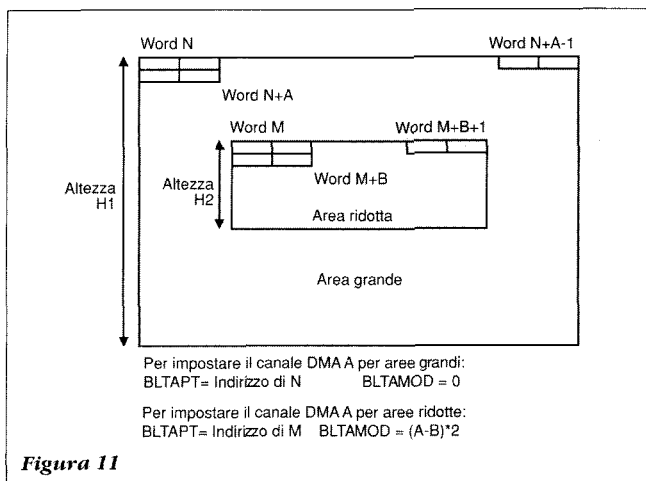 Word N
Word N+A-1
Word N+A
Word M
Word M+B+1
Altezza
H1
Altezza
H2
Word M+B
Area ridotta
Area grande
Per impostare il canale DMA A per aree grandi:
BLTAPT= Indirizzo di N BLTAMOD = 0
Per impostare il canale DMA A per aree ridotte:
BLTAPT= Indirizzo di M BLTAMOD = (A-B)*2
Figura 11